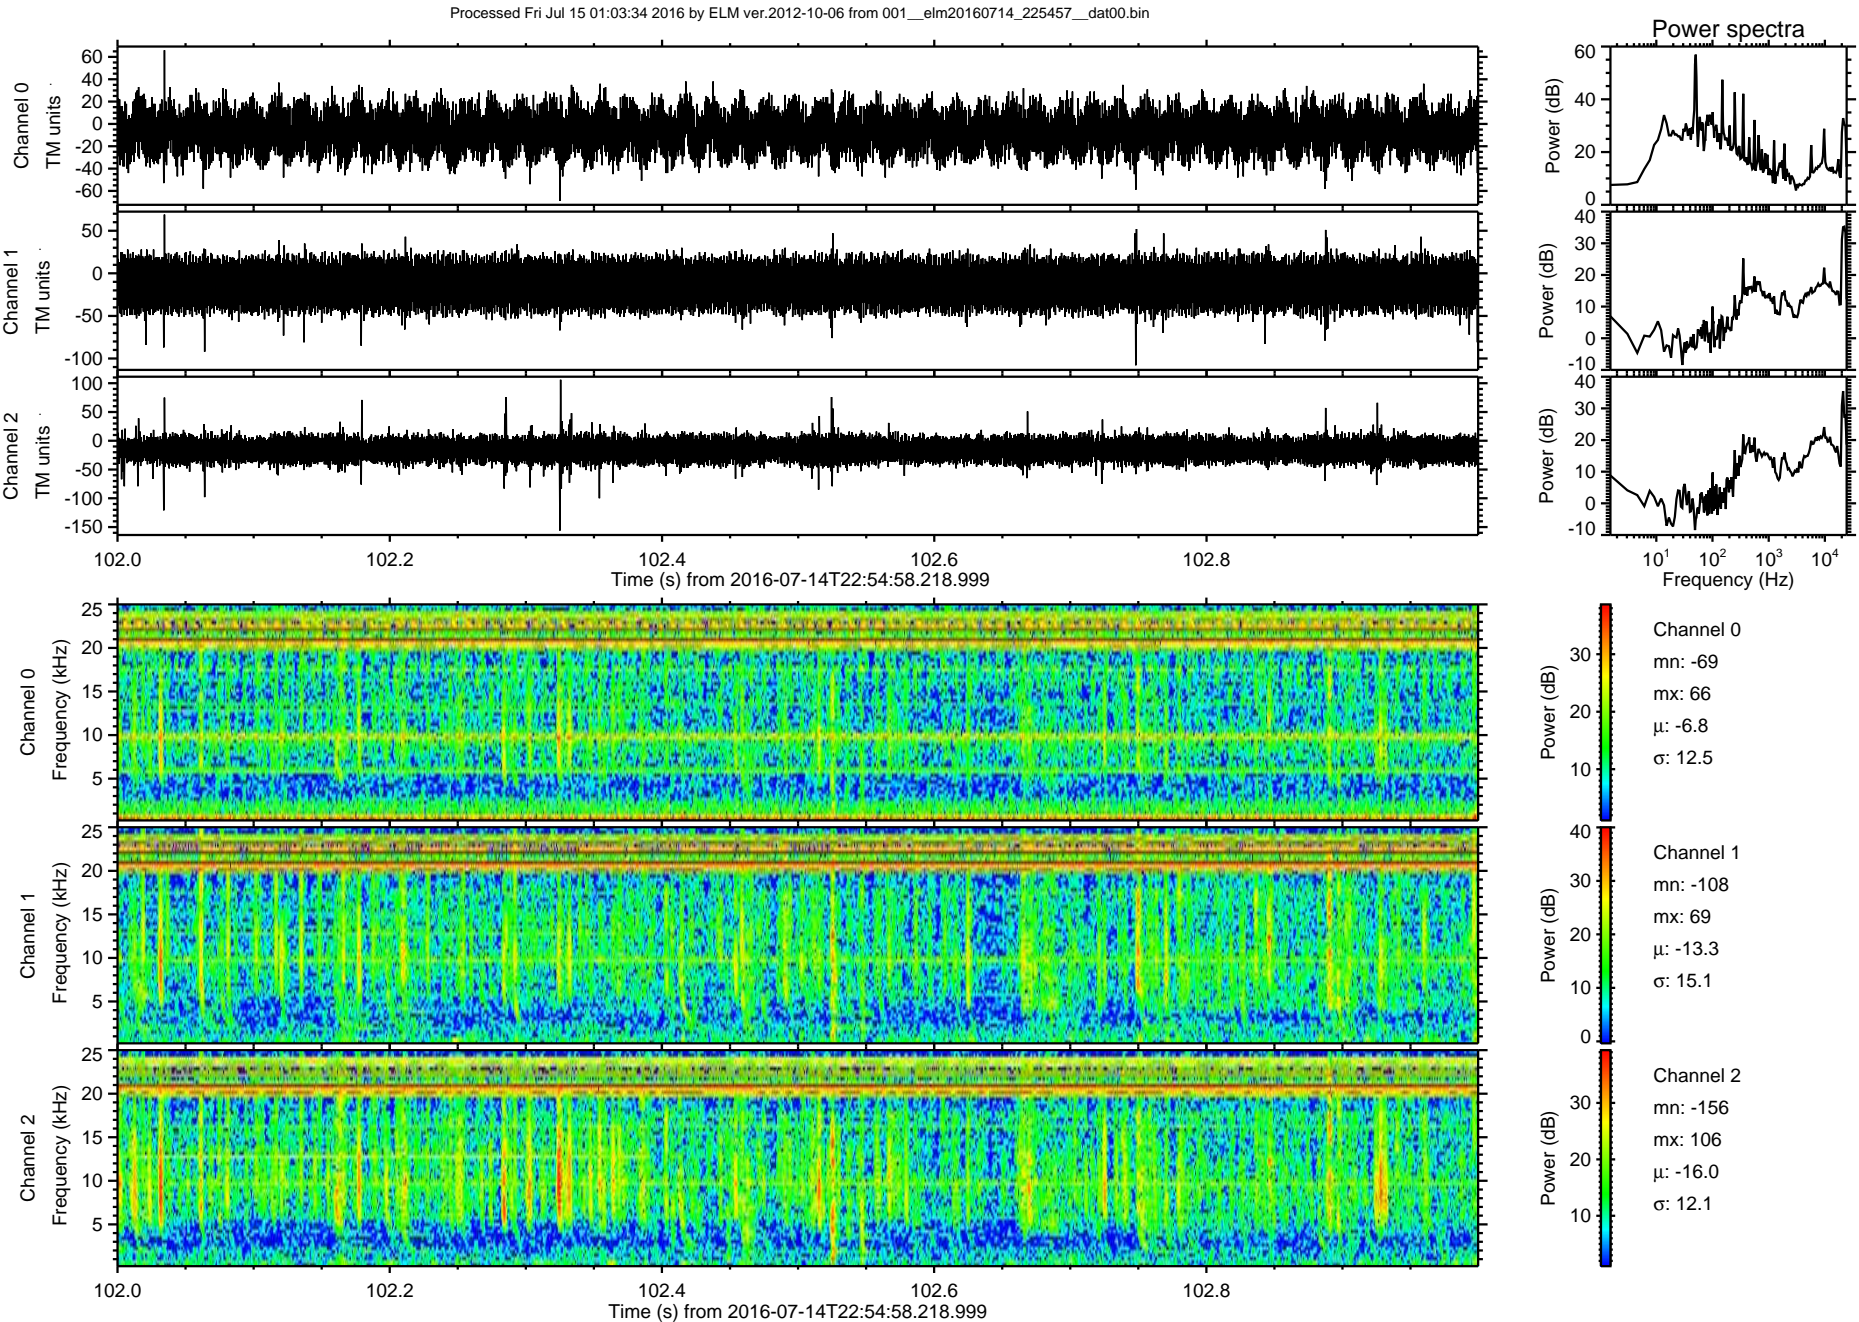 Processed Fri Jul 15 01:03:34 2016 by ELM ver.2012-10-06 from 001__elm20160714_225457__dat00.bin
Power spectra
Channel 0
TM units
60
40
20
0
-20
-40
-60
Power (dB)
60
40
20
0
Channel 1
TM units
50
0
-50
-100
Power (dB)
40
30
20
10
0
-10
Channel 2
TM units
100
50
0
-50
-100
-150
Power (dB)
40
30
20
10
0
-10
102.0 102.2 102.4 102.6 102.8
Time (s) from 2016-07-14T22:54:58.218.999
10^1 10^2 10^3 10^4
Frequency (Hz)
Channel 0
Frequency (kHz)
25
20
15
10
5
Power (dB)
30
20
10
Channel 0
mn: -69
mx: 66
μ: -6.8
σ: 12.5
Channel 1
Frequency (kHz)
25
20
15
10
5
Power (dB)
40
30
20
10
0
Channel 1
mn: -108
mx: 69
μ: -13.3
σ: 15.1
Channel 2
Frequency (kHz)
25
20
15
10
5
Power (dB)
30
20
10
Channel 2
mn: -156
mx: 106
μ: -16.0
σ: 12.1
102.0 102.2 102.4 102.6 102.8
Time (s) from 2016-07-14T22:54:58.218.999